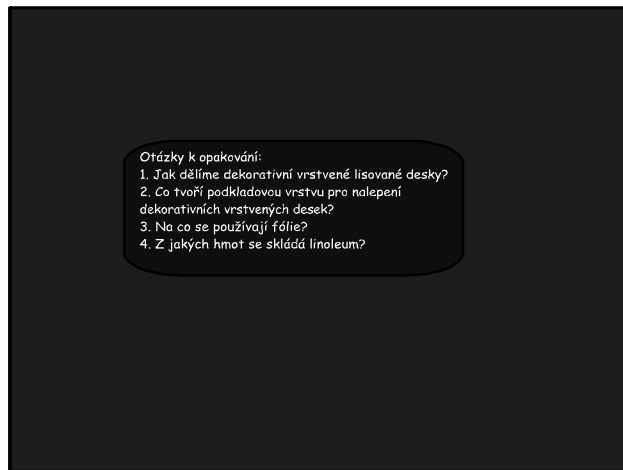 Otázky k opakování:
1. Jak dělíme dekorativní vrstvené lisované desky?
2. Co tvoří podkladovou vrstvu pro nalepení
dekorativních vrstvených desek?
3. Na co se používají fólie?
4. Z jakých hmot se skládá linoleum?